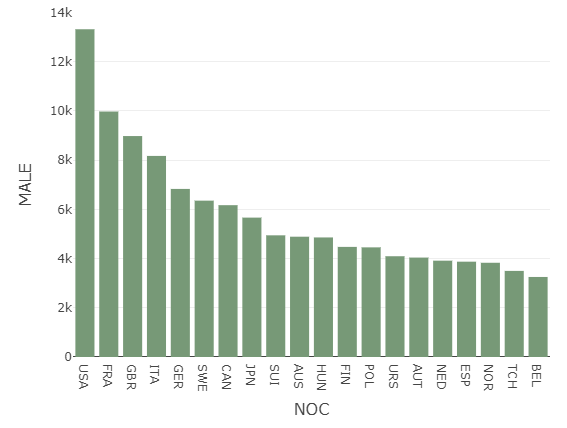 14k
12k
10k
8k
6k
4k
2k
0
MALE
USA FRA GBR ITA GER SWE CAN JPN SUI AUS HUN FIN POL URS AUT NED ESP NOR TCH BEL
NOC